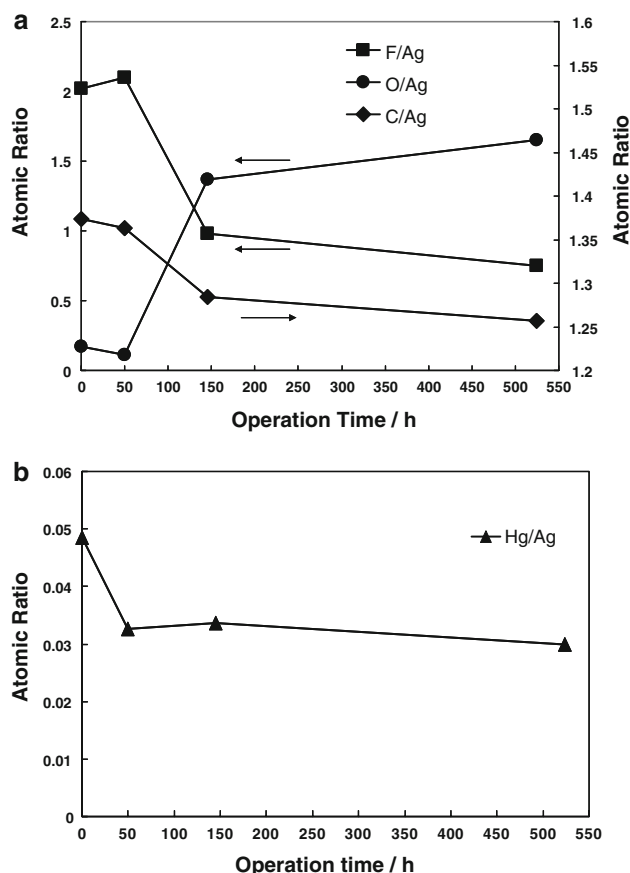 a
2.5
2
1.5
1
0.5
0
Atomic Ratio
F/Ag
O/Ag
C/Ag
1.6
1.55
1.5
1.45
1.4
1.35
1.3
1.25
1.2
Atomic Ratio
0 50 100 150 200 250 300 350 400 450 500 550
Operation Time / h
b
0.06
0.05
0.04
0.03
0.02
0.01
0
Atomic Ratio
Hg/Ag
0 50 100 150 200 250 300 350 400 450 500 550
Operation time / h